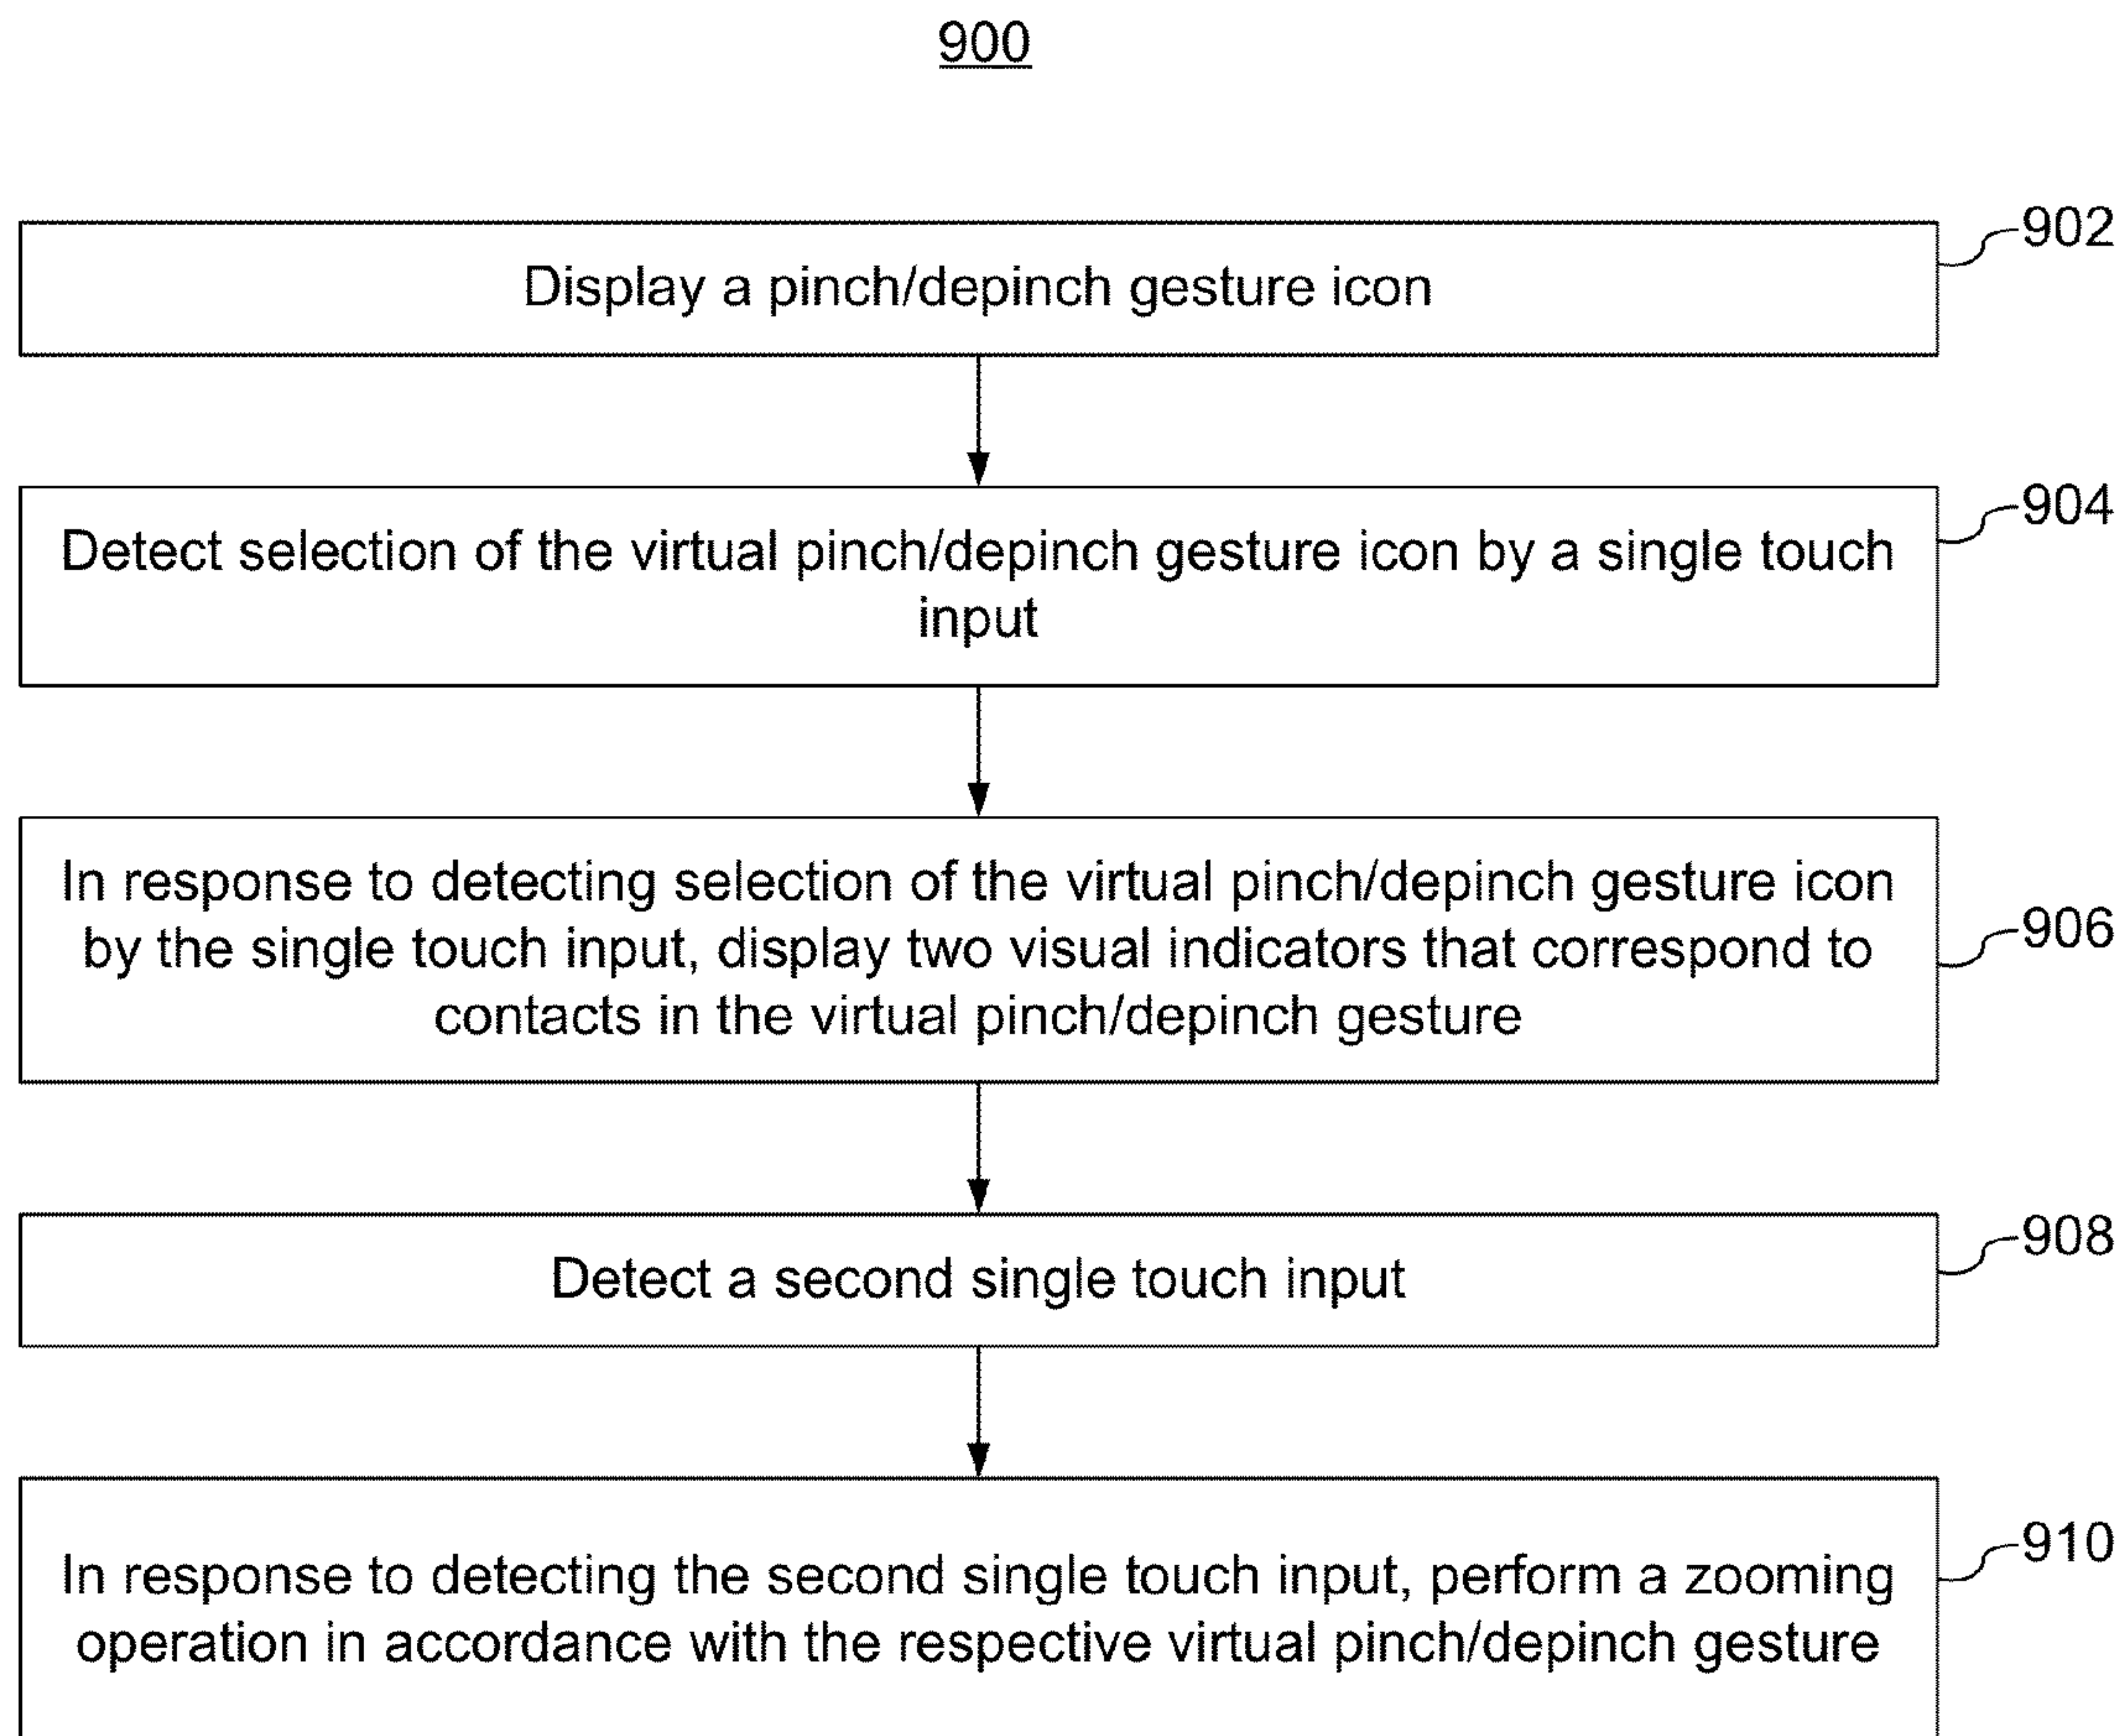 900
902
Display a pinch/depinch gesture icon
904
Detect selection of the virtual pinch/depinch gesture icon by a single touch
input
In response to detecting selection of the virtual pinch/depinch gesture icon
by the single touch input, display two visual indicators that correspond to
contacts in the virtual pinch/depinch gesture
906
908
Detect a second single touch input
910
In response to detecting the second single touch input, perform a zooming
operation in accordance with the respective virtual pinch/depinch gesture